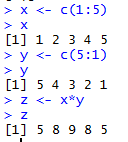 > x <- c(1:5)
> x
[1] 1 2 3 4 5
> y <- c(5:1)
> y
[1] 5 4 3 2 1
> z <- x*y
> z
[1] 5 8 9 8 5